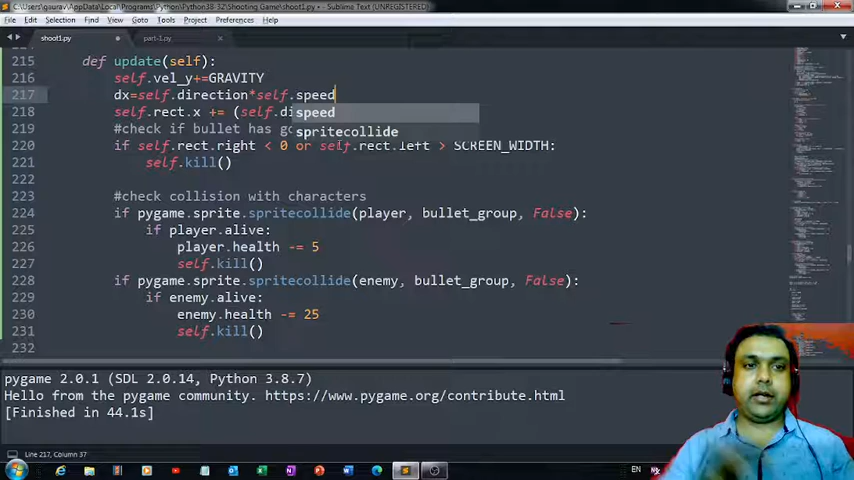 C:\Users\gaurav\AppData\Local\Programs\Python\Python38-32\Shooting Game\shoot1.py • - Sublime Text (UNREGISTERED)
File Edit Selection Find View Goto Tools Project Preferences Help
shoot1.py part-1.py
215 def update(self):
216 self.vel_y+=GRAVITY
217 dx=self.direction*self.speed
218 self.rect.x += (self.di
speed
219 #check if bullet has go
spritecollide
220 if self.rect.right < 0 or self.rect.left > SCREEN_WIDTH:
221 self.kill()
222
223 #check collision with characters
224 if pygame.sprite.spritecollide(player, bullet_group, False):
225 if player.alive:
226 player.health -= 5
227 self.kill()
228 if pygame.sprite.spritecollide(enemy, bullet_group, False):
229 if enemy.alive:
230 enemy.health -= 25
231 self.kill()
232
pygame 2.0.1 (SDL 2.0.14, Python 3.8.7)
Hello from the pygame community. https://www.pygame.org/contribute.html
[Finished in 44.1s]
Line 217, Column 37
EN